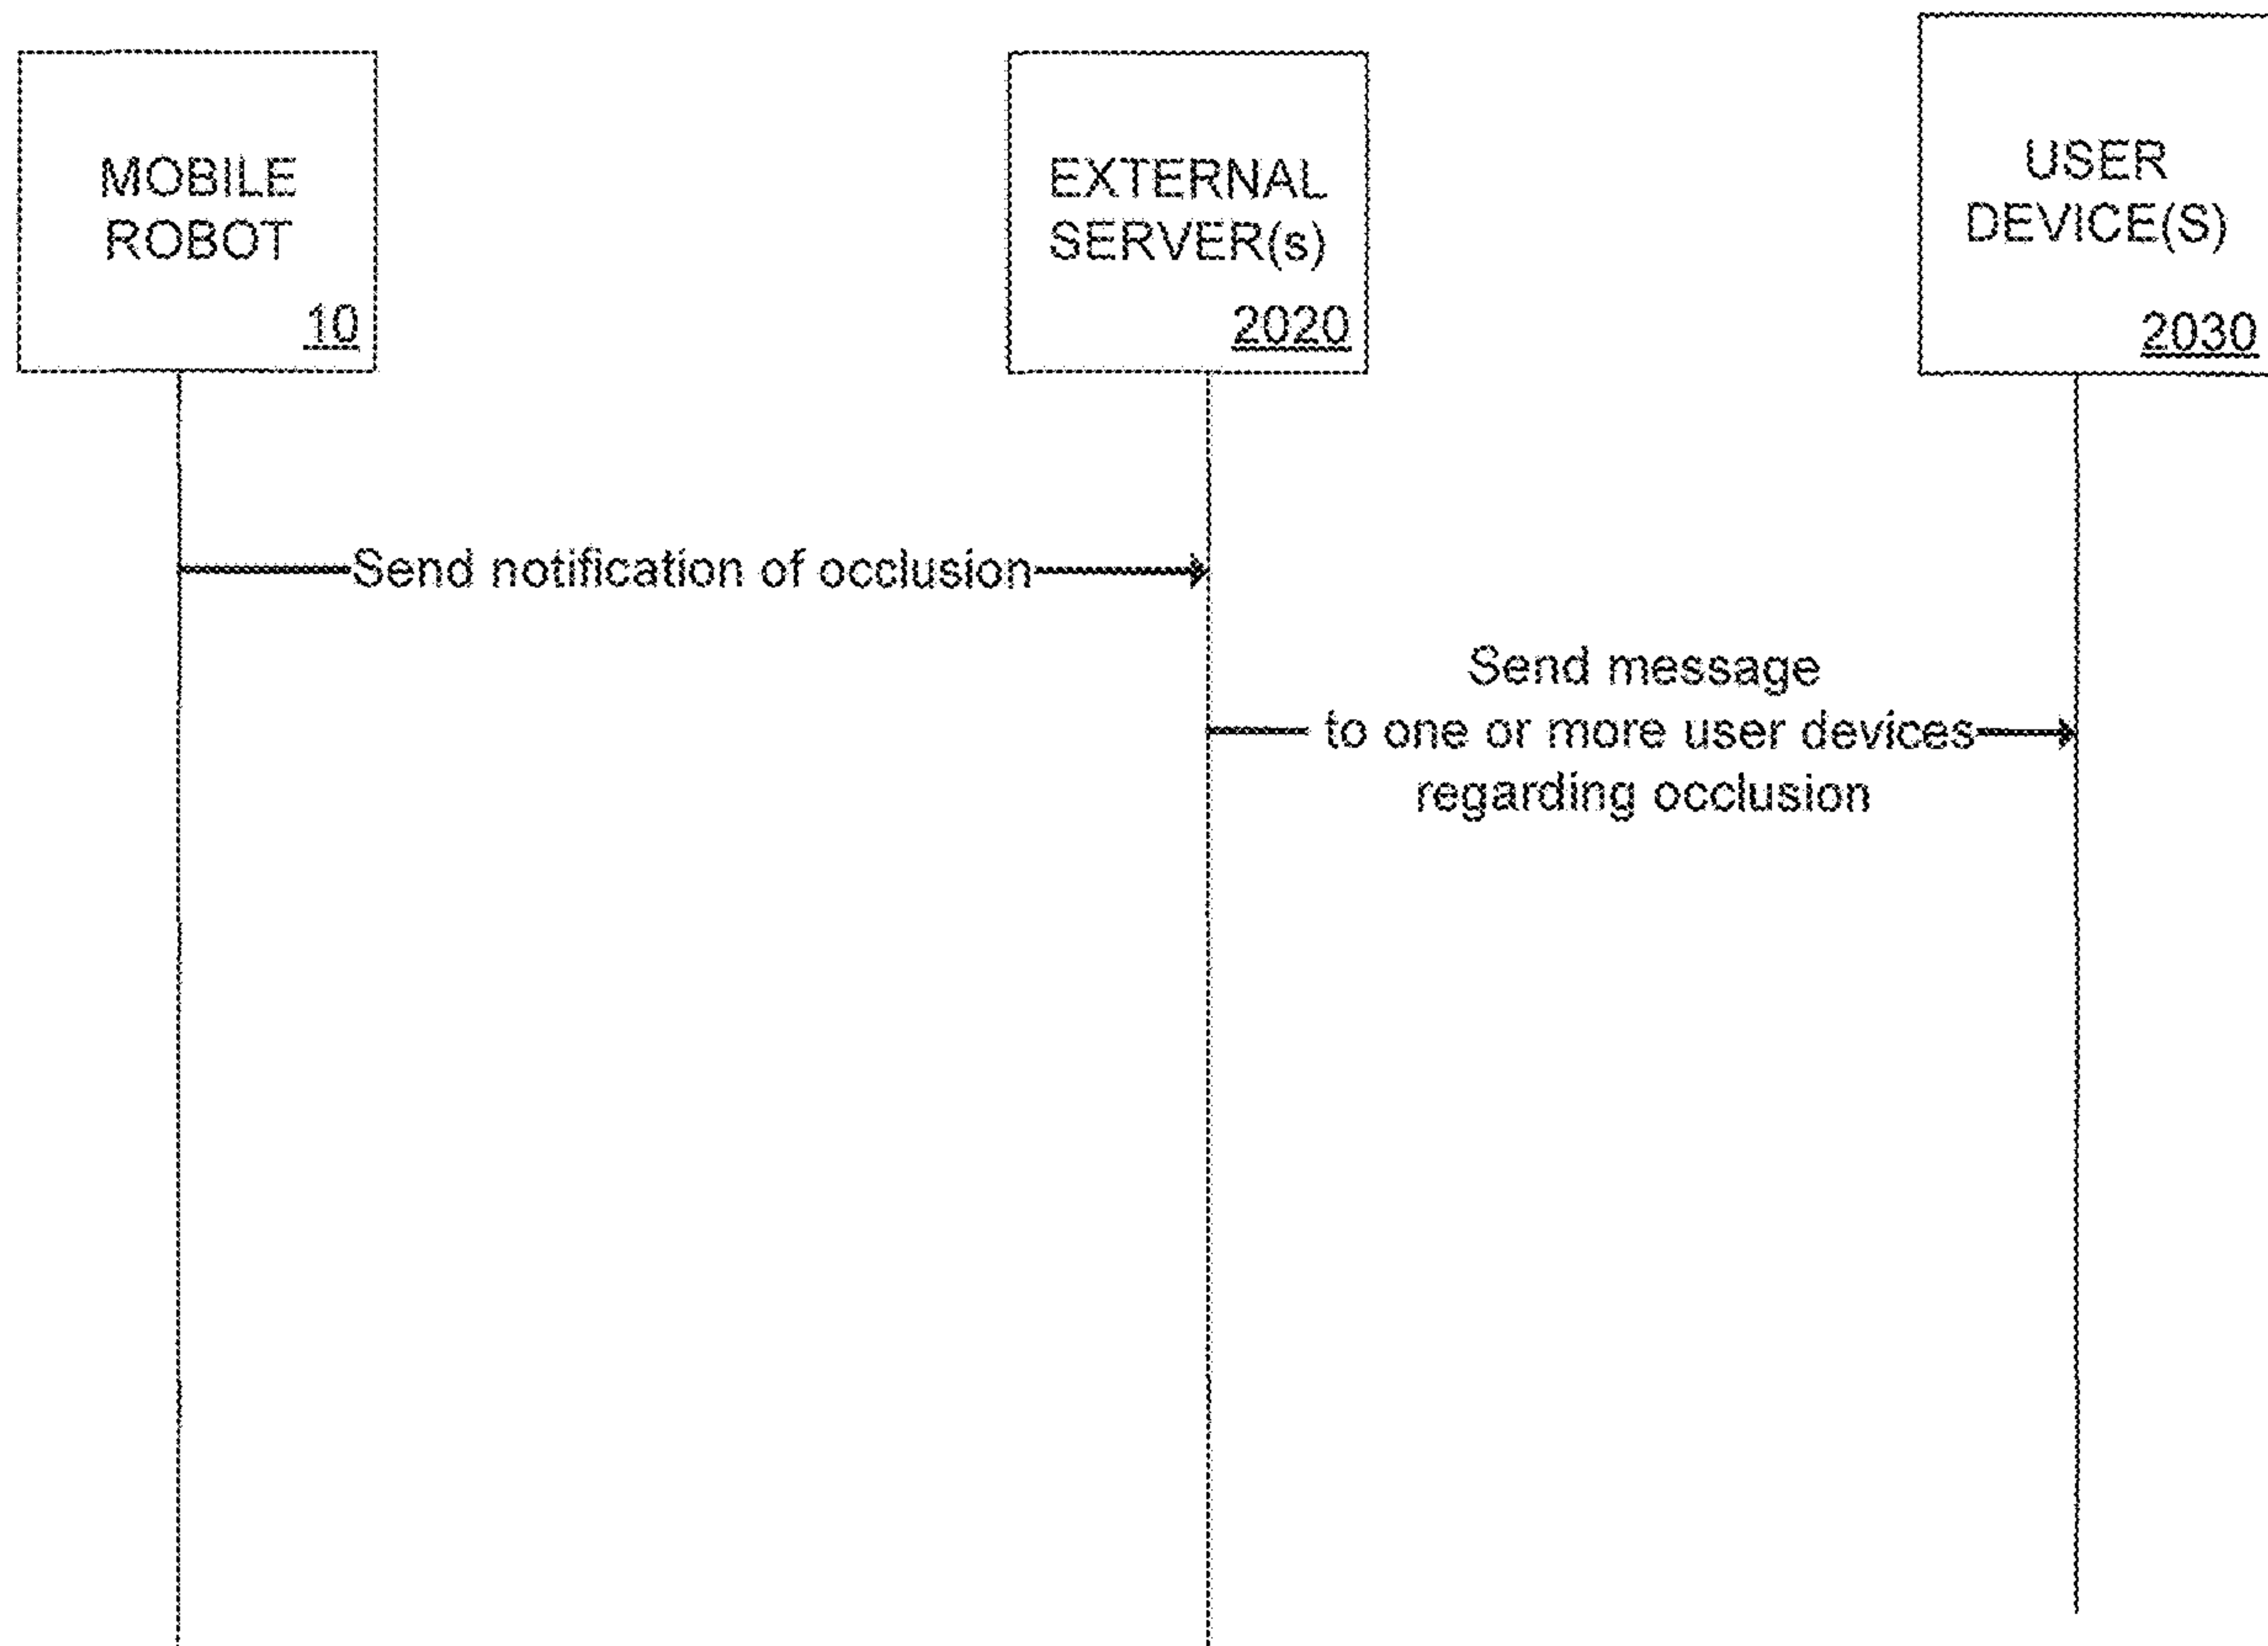 MOBILE
ROBOT
10
EXTERNAL
SERVER(s)
2020
USER
DEVICE(S)
2030
Send notification of occlusion
Send message
to one or more user devices
regarding occlusion